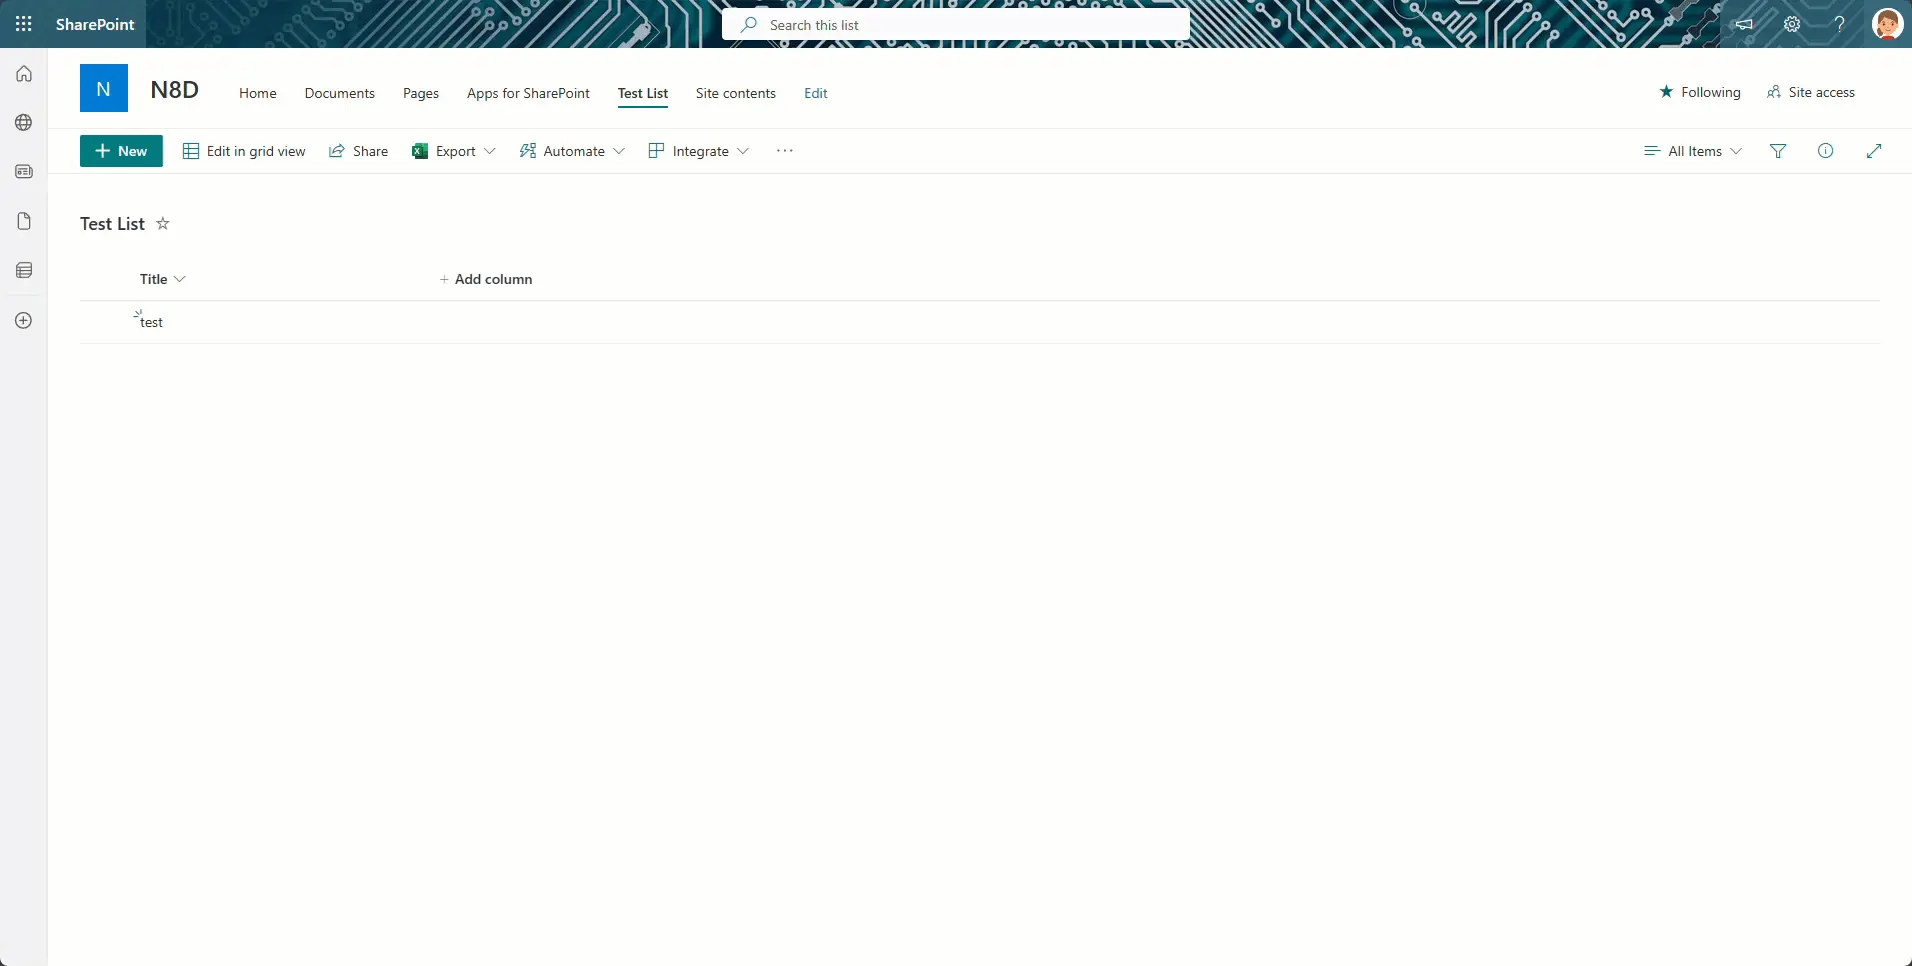 SharePoint
Search this list
N
N8D
Home Documents Pages Apps for SharePoint Test List Site contents Edit
Following Site access
New Edit in grid view Share Export Automate Integrate ...
All Items
Test List
Title
+ Add column
test